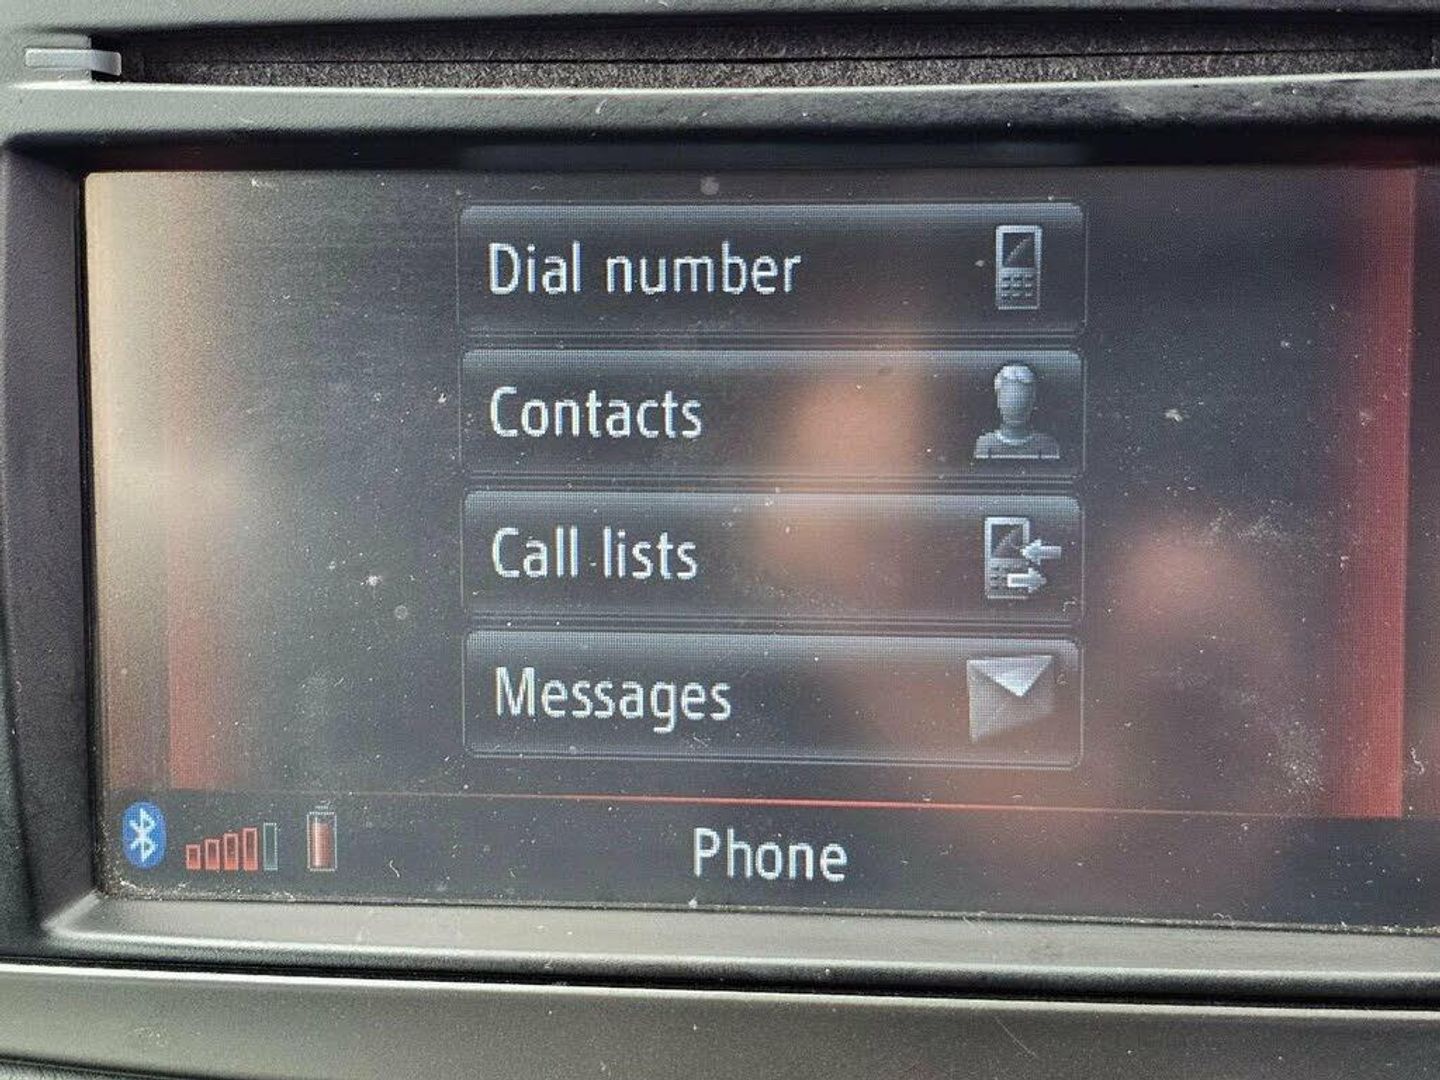 Dial number
Contacts
Call lists
Messages
Phone